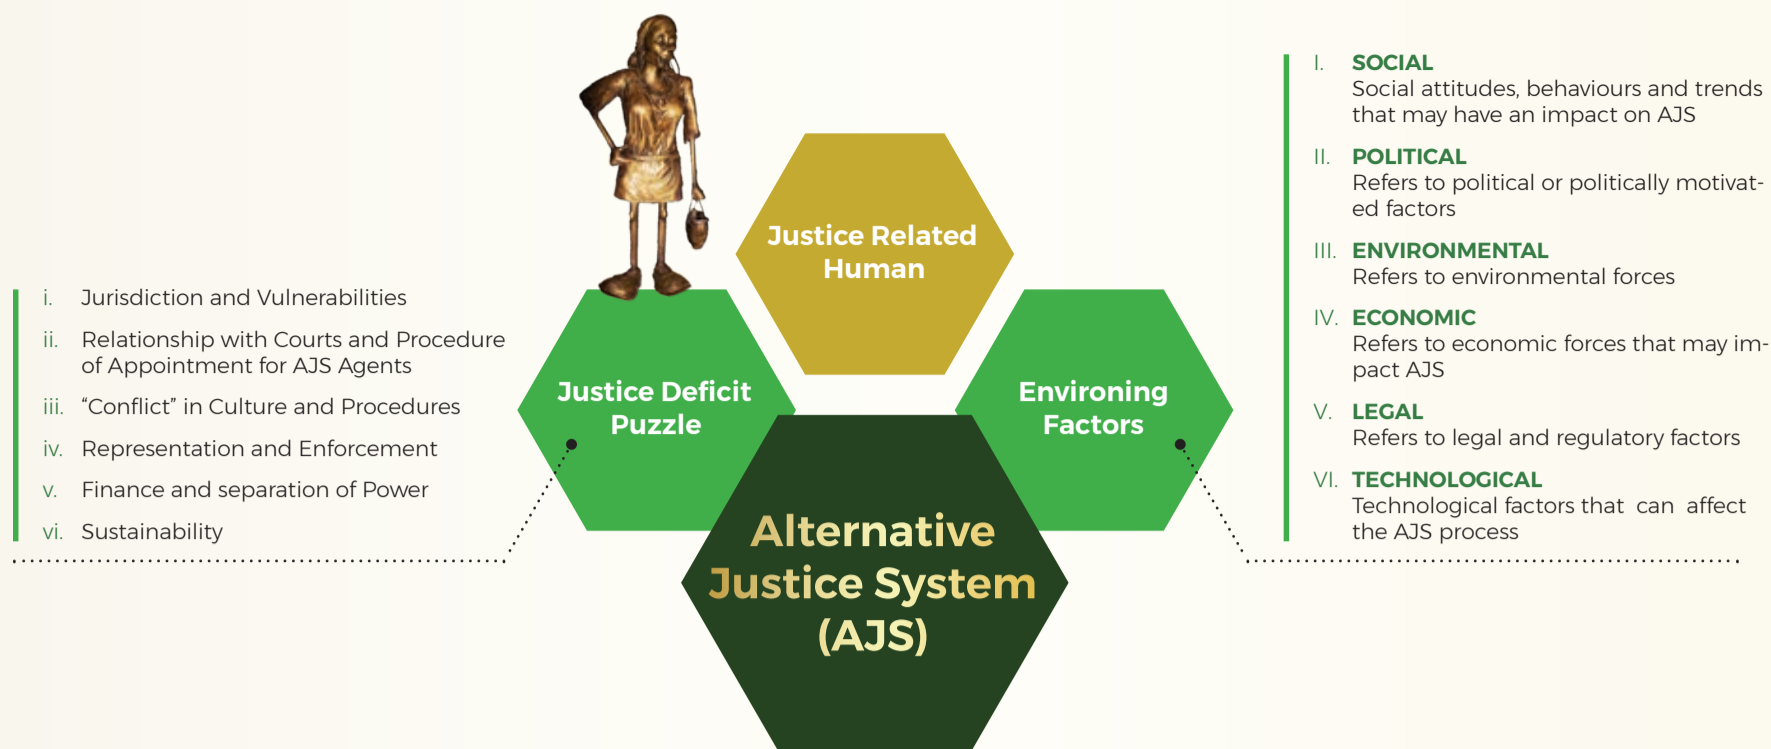 i. Jurisdiction and Vulnerabilities
ii. Relationship with Courts and Procedure
of Appointment for AJS Agents
iii. “Conflict” in Culture and Procedures
iv. Representation and Enforcement
v. Finance and separation of Power
vi. Sustainability
Justice Related
Human
Justice Deficit
Puzzle
Environing
Factors
Alternative
Justice System
(AJS)
I. SOCIAL
Social attitudes, behaviours and trends
that may have an impact on AJS
II. POLITICAL
Refers to political or politically motivat-
ed factors
III. ENVIRONMENTAL
Refers to environmental forces
IV. ECONOMIC
Refers to economic forces that may im-
pact AJS
V. LEGAL
Refers to legal and regulatory factors
VI. TECHNOLOGICAL
Technological factors that can affect
the AJS process